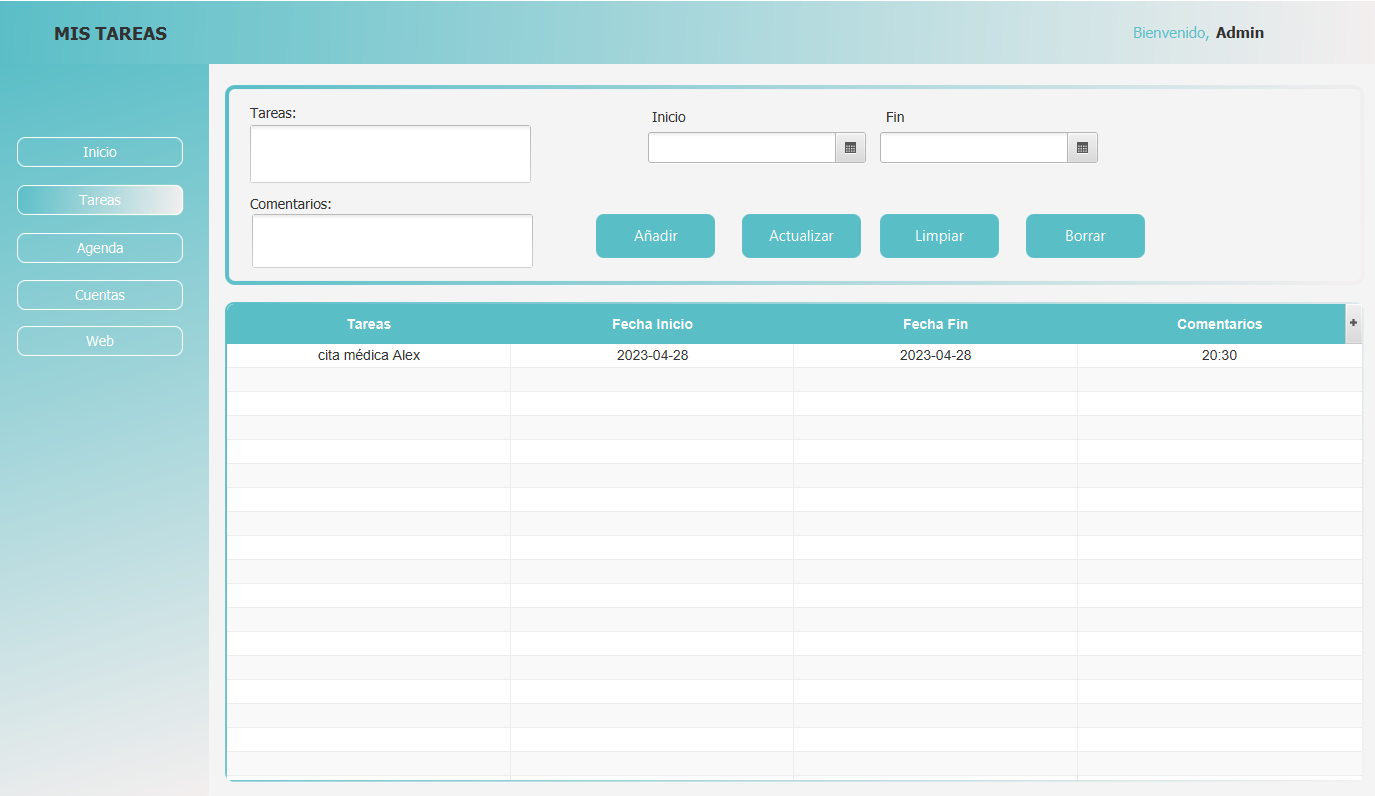 MIS TAREAS
Bienvenido, Admin
Inicio
Tareas
Agenda
Cuentas
Web
Tareas:
Inicio
Fin
Comentarios:
Añadir
Actualizar
Limpiar
Borrar
Tareas Fecha Inicio Fecha Fin Comentarios +
cita médica Alex 2023-04-28 2023-04-28 20:30